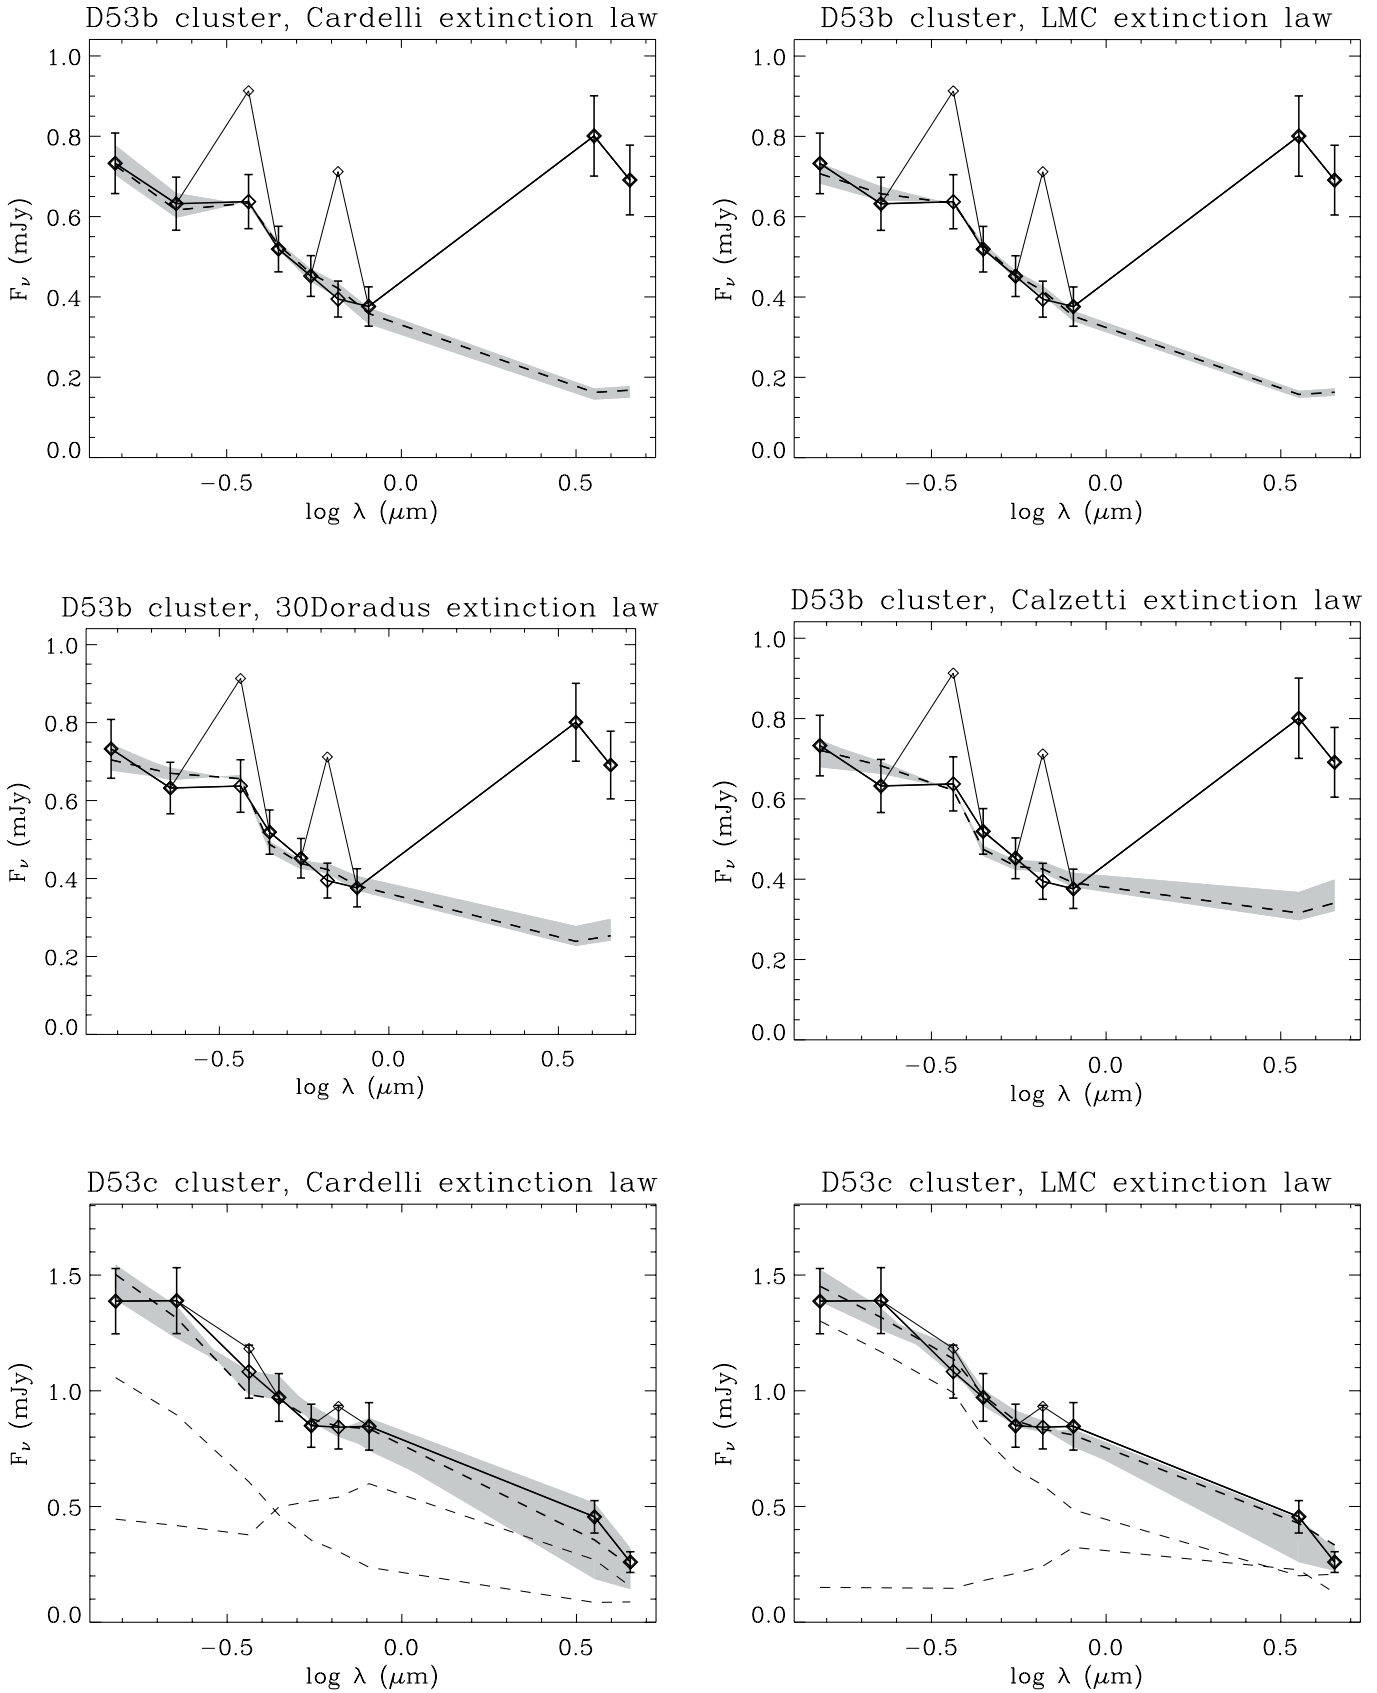 D53b cluster, Cardelli extinction law
1.0
0.8
0.6
0.4
0.2
0.0
Fν (mJy)
−0.5 0.0 0.5
log λ (μm)
D53b cluster, LMC extinction law
1.0
0.8
0.6
0.4
0.2
0.0
Fν (mJy)
−0.5 0.0 0.5
log λ (μm)
D53b cluster, 30Doradus extinction law
1.0
0.8
0.6
0.4
0.2
0.0
Fν (mJy)
−0.5 0.0 0.5
log λ (μm)
D53b cluster, Calzetti extinction law
1.0
0.8
0.6
0.4
0.2
0.0
Fν (mJy)
−0.5 0.0 0.5
log λ (μm)
D53c cluster, Cardelli extinction law
1.5
1.0
0.5
0.0
Fν (mJy)
−0.5 0.0 0.5
log λ (μm)
D53c cluster, LMC extinction law
1.5
1.0
0.5
0.0
Fν (mJy)
−0.5 0.0 0.5
log λ (μm)